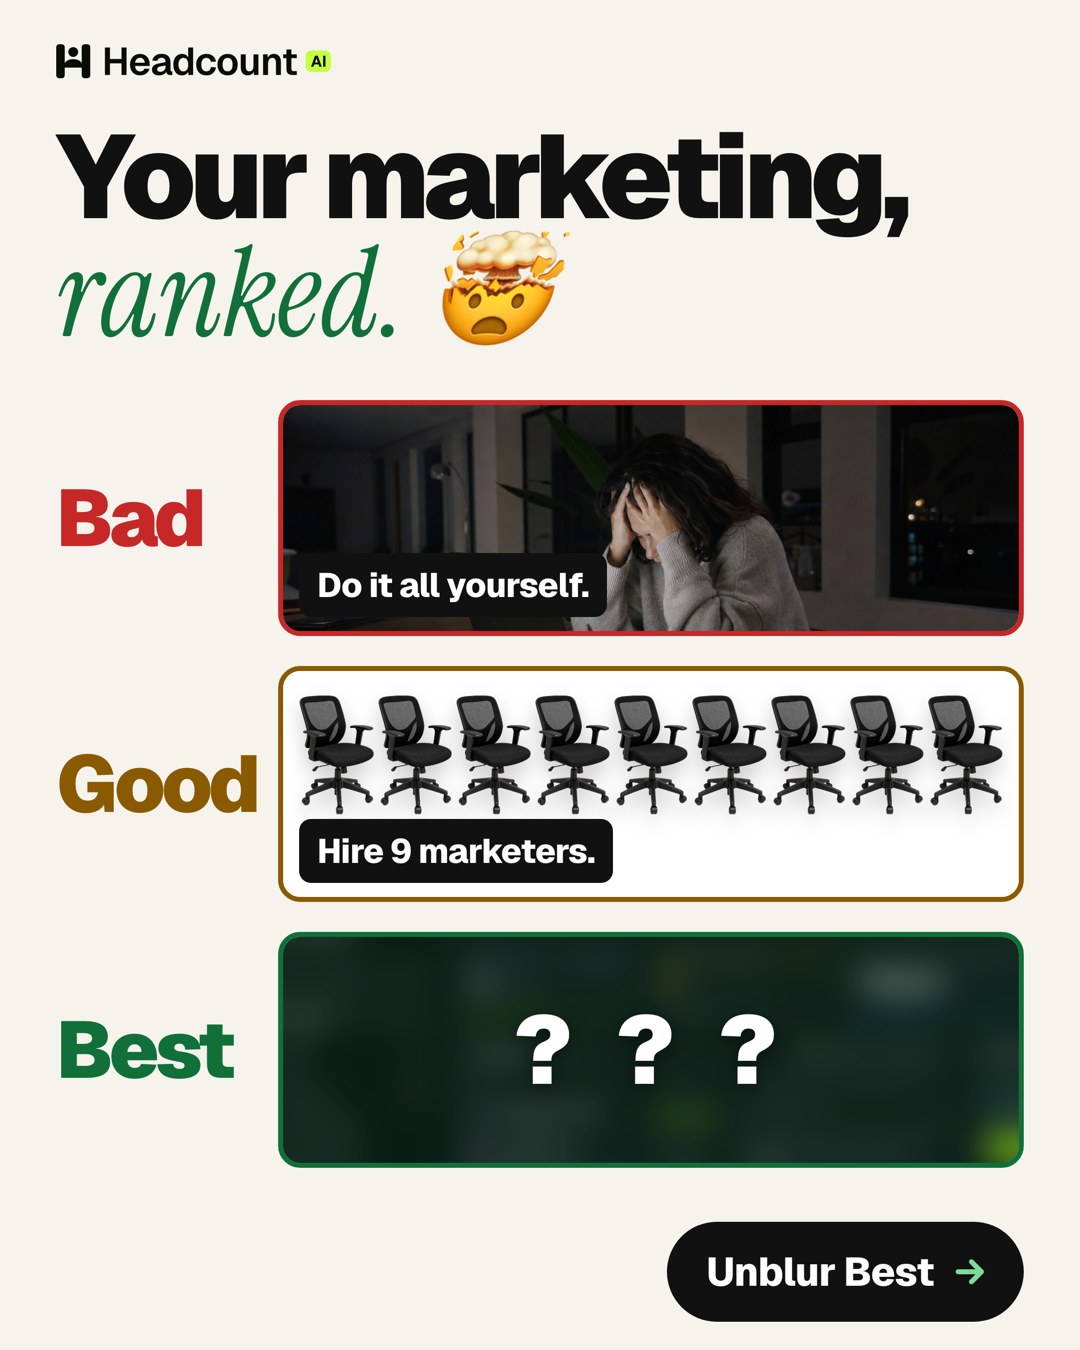 Headcount AI
Your marketing,
ranked.
Bad
Do it all yourself.
Good
Hire 9 marketers.
Best
? ? ?
Unblur Best →